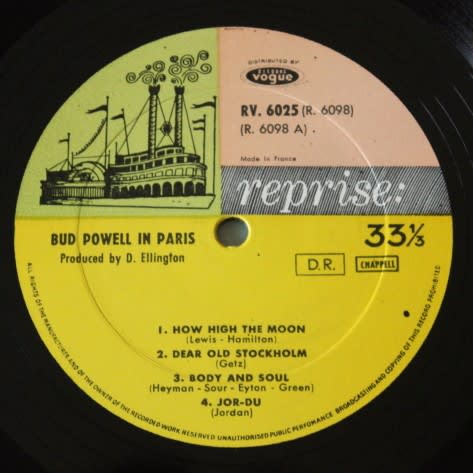 DISTRIBUTED BY
DISQUES
vogue
RV. 6025 (R. 6098)
(R. 6098 A) .
Made in France
reprise:
BUD POWELL IN PARIS
Produced by D. Ellington
33⅓
D.R.
CHAPPELL
1. HOW HIGH THE MOON
(Lewis - Hamilton)
2. DEAR OLD STOCKHOLM
(Getz)
3. BODY AND SOUL
(Heyman - Sour - Eyton - Green)
4. JOR-DU
(Jordan)
ALL RIGHTS OF THE MANUFACTURER AND OF THE OWNER OF THE RECORDED WORK RESERVED UNAUTHORISED PUBLIC PERFOMANCE BROADCASTING AND COPYING OF THIS RECORD PROHIBITED